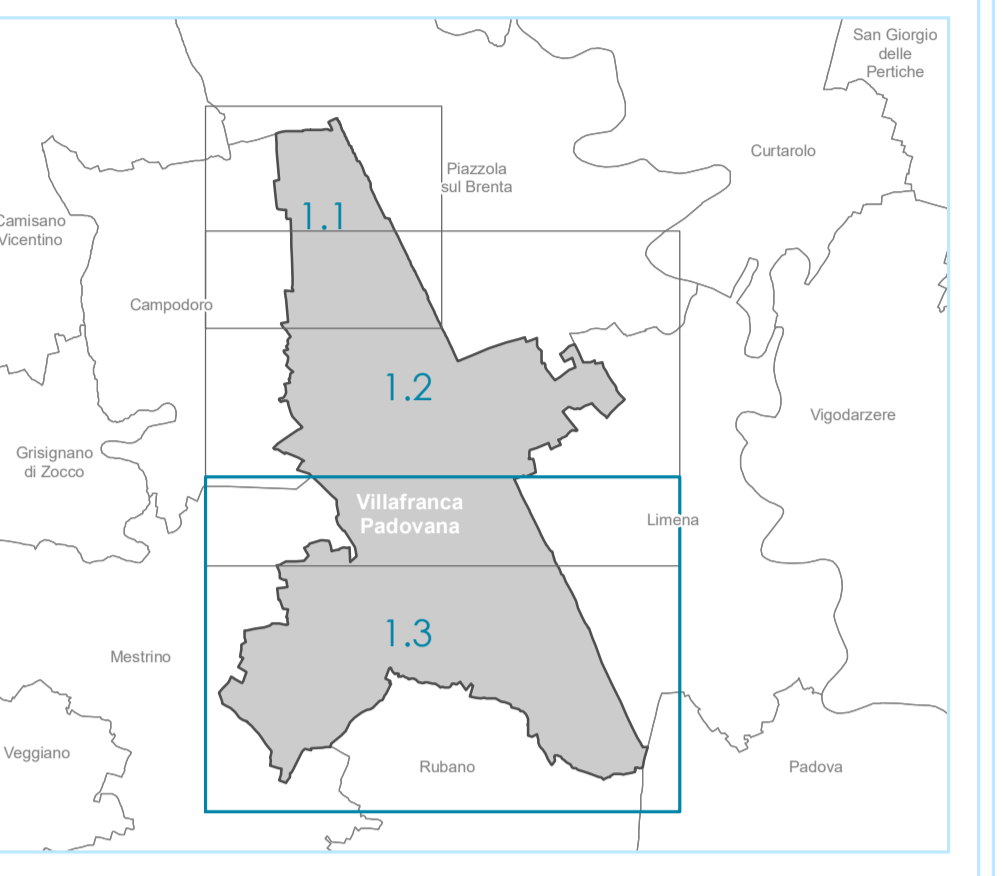 San Giorgio
delle
Pertiche
Curtarolo
Piazzola
sul Brenta
1.1
Camisano
Vicentino
Campodoro
1.2
Vigodarzere
Grisignano
di Zocco
Villafranca
Padovana
Limena
1.3
Mestrino
Veggiano
Rubano
Padova